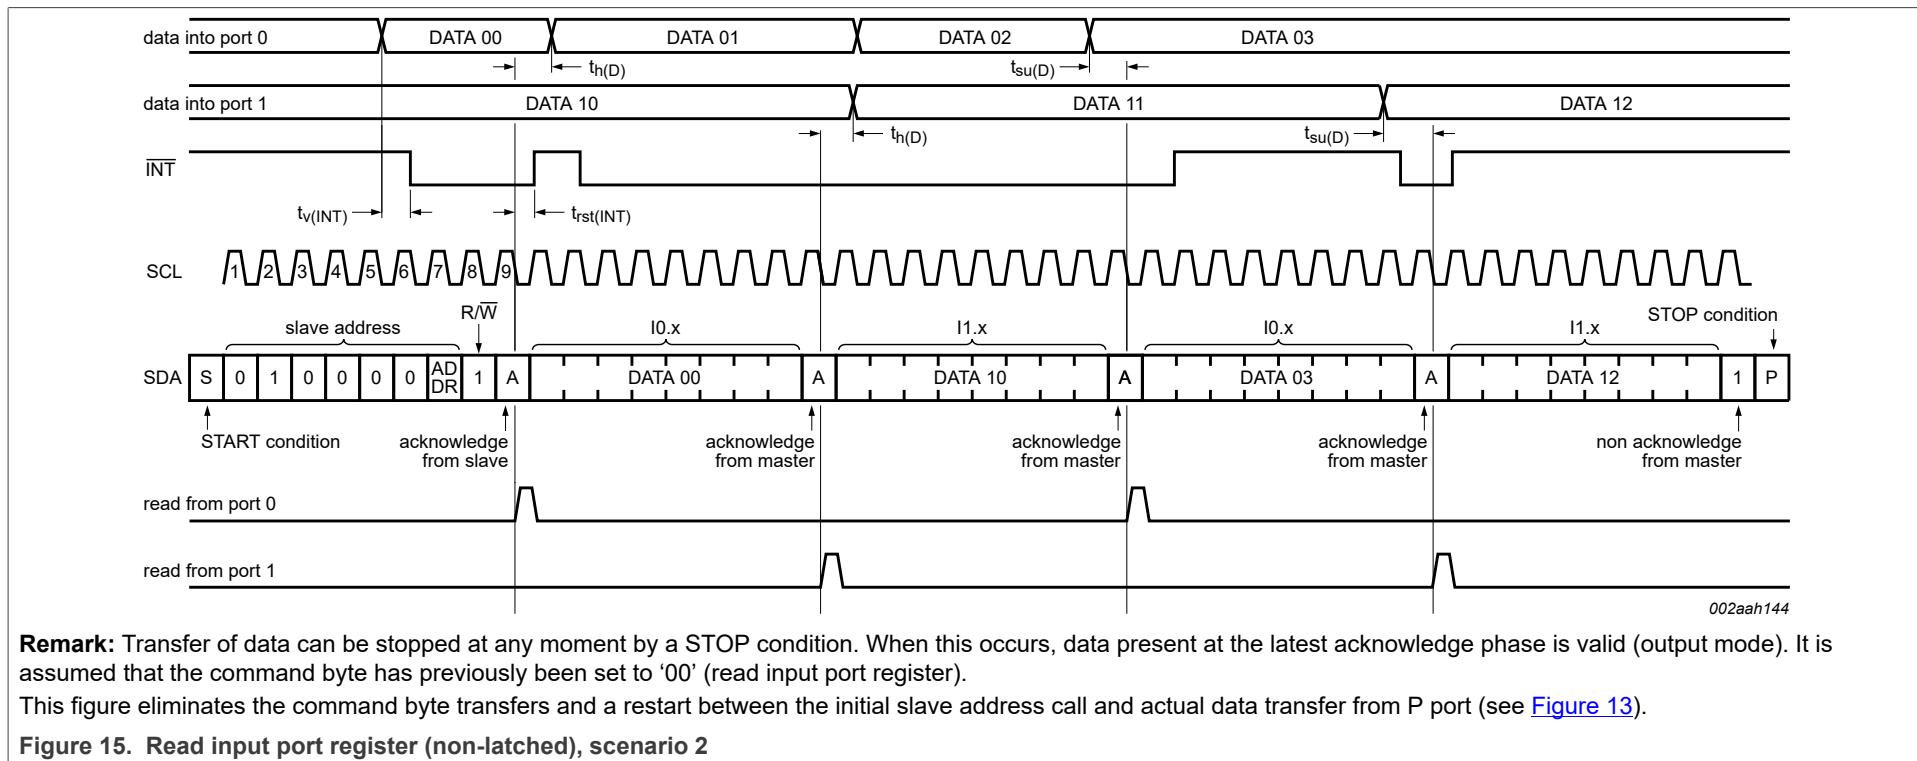 data into port 0 DATA 00 DATA 01 DATA 02 DATA 03
th(D) tsu(D)
data into port 1 DATA 10 DATA 11 DATA 12
th(D) tsu(D)
INT
tv(INT) trst(INT)
SCL 1 2 3 4 5 6 7 8 9
R/W STOP condition
slave address I0.x I1.x I0.x I1.x
SDA S 0 1 0 0 0 0 AD DR 1 A DATA 00 A DATA 10 A DATA 03 A DATA 12 1 P
START condition acknowledge from slave acknowledge from master acknowledge from master acknowledge from master non acknowledge from master
read from port 0
read from port 1
002aah144
Remark: Transfer of data can be stopped at any moment by a STOP condition. When this occurs, data present at the latest acknowledge phase is valid (output mode). It is
assumed that the command byte has previously been set to ‘00’ (read input port register).
This figure eliminates the command byte transfers and a restart between the initial slave address call and actual data transfer from P port (see Figure 13).
Figure 15. Read input port register (non-latched), scenario 2